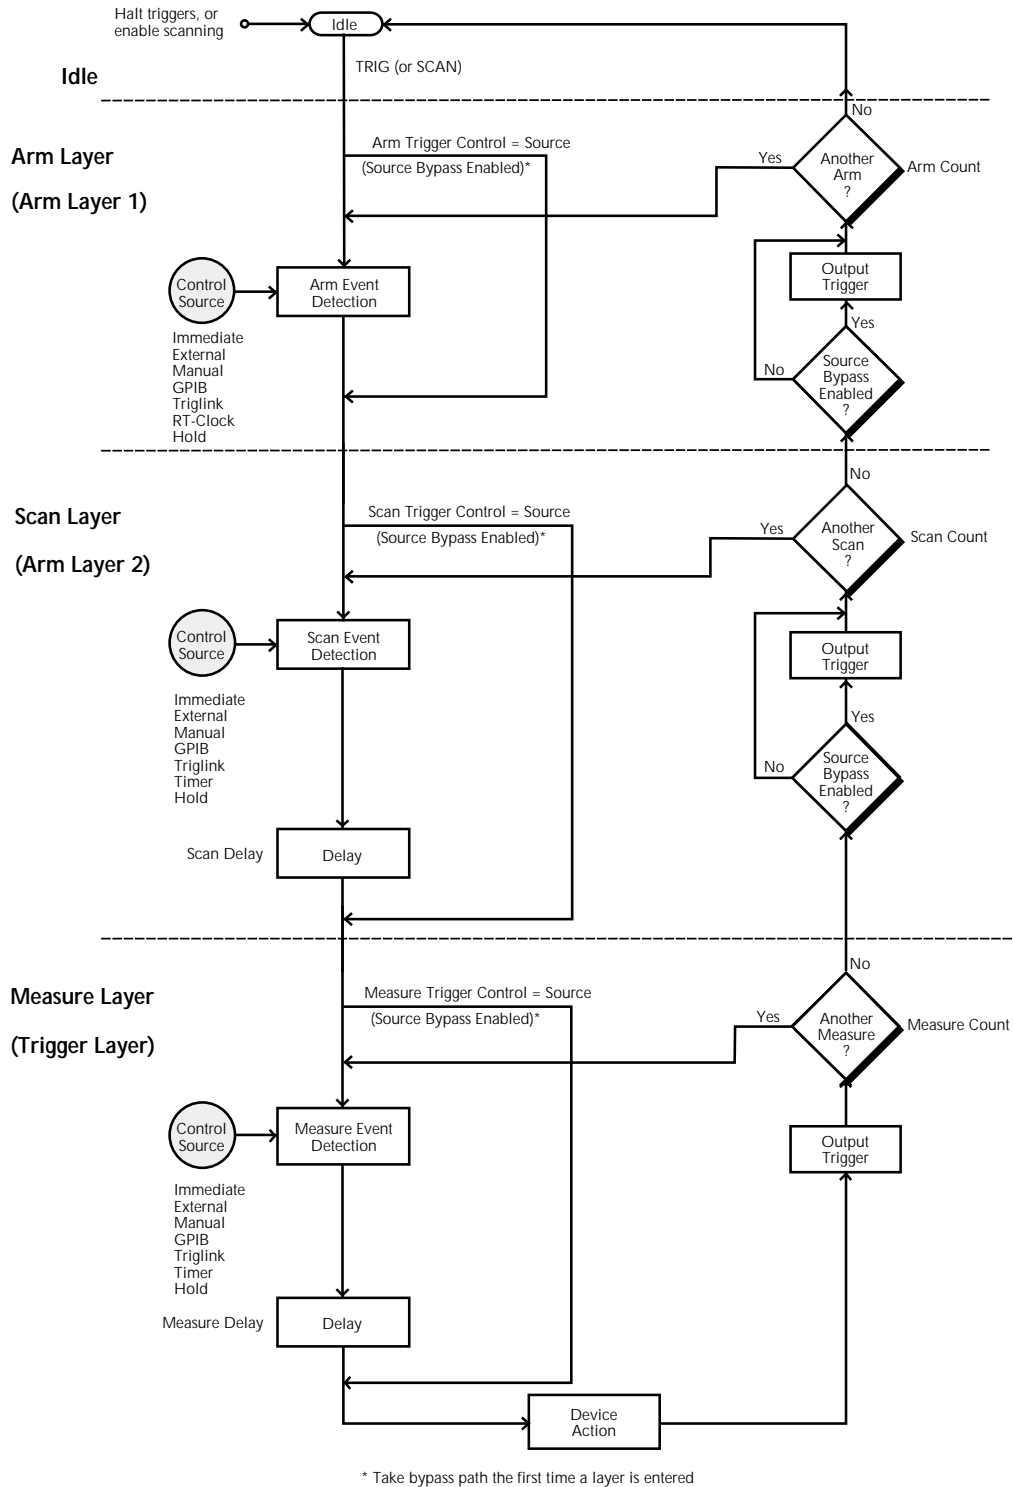 Halt triggers, or
enable scanning
Idle
TRIG (or SCAN)
Idle
No
Arm Layer
(Arm Layer 1)
Arm Trigger Control = Source
(Source Bypass Enabled)*
Yes
Another
Arm
?
Arm Count
Control
Source
Arm Event
Detection
Output
Trigger
Immediate
External
Manual
GPIB
Triglink
RT-Clock
Hold
Yes
No
Source
Bypass
Enabled
?
No
Scan Layer
(Arm Layer 2)
Scan Trigger Control = Source
(Source Bypass Enabled)*
Yes
Another
Scan
?
Scan Count
Control
Source
Scan Event
Detection
Output
Trigger
Immediate
External
Manual
GPIB
Triglink
Timer
Hold
Yes
No
Source
Bypass
Enabled
?
Scan Delay
Delay
No
Measure Layer
(Trigger Layer)
Measure Trigger Control = Source
(Source Bypass Enabled)*
Yes
Another
Measure
?
Measure Count
Control
Source
Measure Event
Detection
Output
Trigger
Immediate
External
Manual
GPIB
Triglink
Timer
Hold
Measure Delay
Delay
Device
Action
* Take bypass path the first time a layer is entered